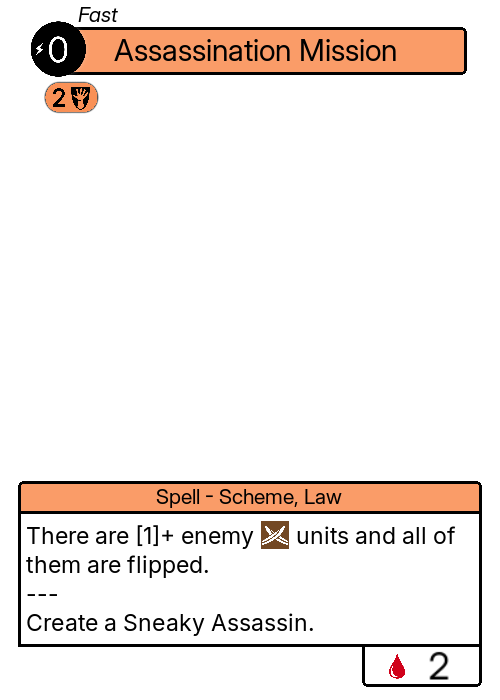 Fast
0 Assassination Mission
2
Spell - Scheme, Law
There are [1]+ enemy units and all of
them are flipped.
---
Create a Sneaky Assassin.
2